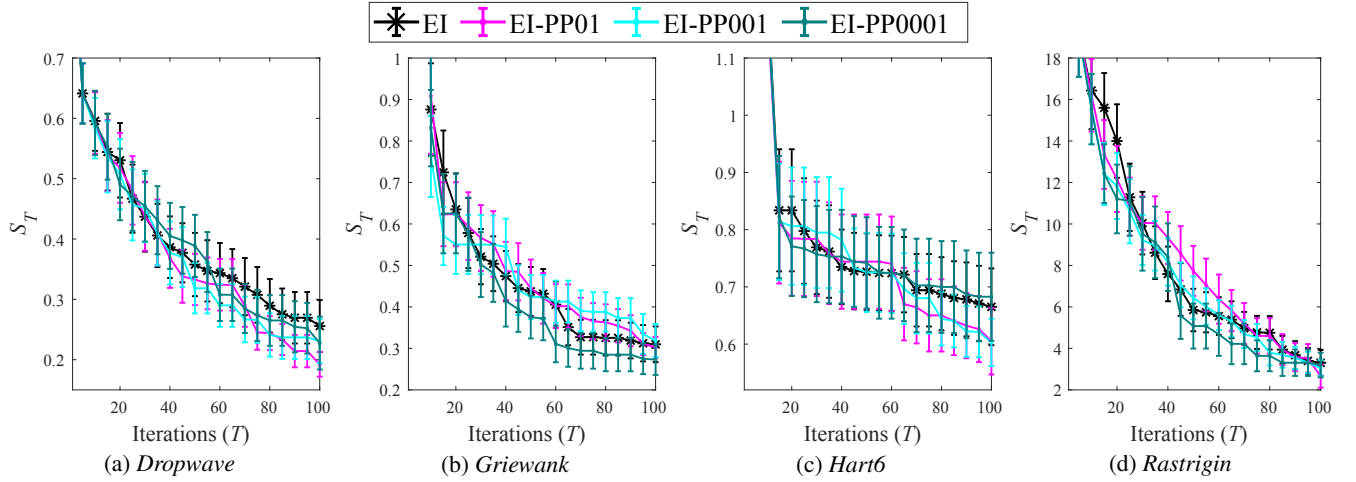 EI EI-PP01 EI-PP001 EI-PP0001
0.7
0.6
0.5
0.4
0.3
0.2
S_T
20 40 60 80 100
Iterations (T)
(a) Dropwave
1
0.9
0.8
0.7
0.6
0.5
0.4
0.3
0.2
S_T
20 40 60 80 100
Iterations (T)
(b) Griewank
1.1
1
0.9
0.8
0.7
0.6
S_T
20 40 60 80 100
Iterations (T)
(c) Hart6
18
16
14
12
10
8
6
4
2
S_T
20 40 60 80 100
Iterations (T)
(d) Rastrigin